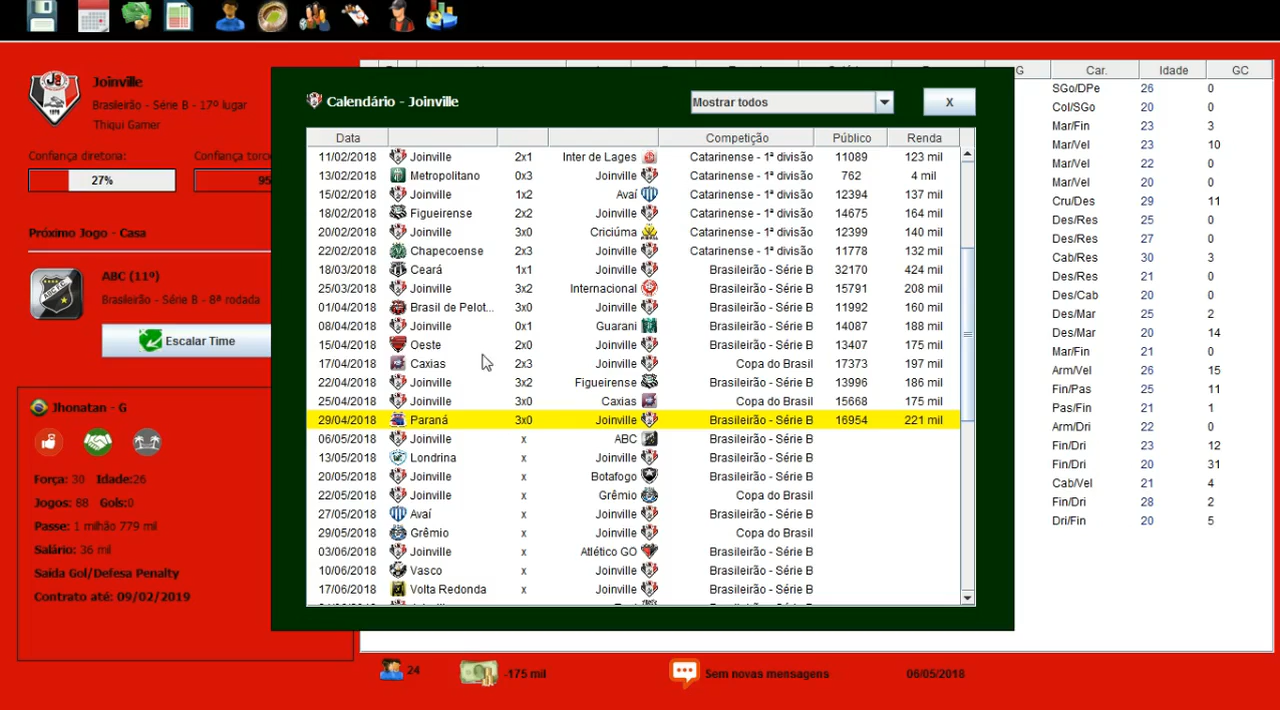 Joinville
Brasileirão - Série B - 17º lugar
Thiqui Gamer
Confiança diretoria:
Confiança torc
27%
95
Próximo Jogo - Casa
ABC (11º)
Brasileirão - Série B - 8ª rodada
Escalar Time
Jhonatan - G
Força: 30 Idade:26
Jogos: 88 Gols:0
Passe: 1 milhão 779 mil
Salário: 36 mil
Saída Gol/Defesa Penalty
Contrato até: 09/02/2019
Calendário - Joinville
Mostrar todos
X
Data Competição Público Renda
11/02/2018 Joinville 2x1 Inter de Lages Catarinense - 1ª divisão 11089 123 mil
13/02/2018 Metropolitano 0x3 Joinville Catarinense - 1ª divisão 762 4 mil
15/02/2018 Joinville 1x2 Avaí Catarinense - 1ª divisão 12394 137 mil
18/02/2018 Figueirense 2x2 Joinville Catarinense - 1ª divisão 14675 164 mil
20/02/2018 Joinville 3x0 Criciúma Catarinense - 1ª divisão 12399 140 mil
22/02/2018 Chapecoense 2x3 Joinville Catarinense - 1ª divisão 11778 132 mil
18/03/2018 Ceará 1x1 Joinville Brasileirão - Série B 32170 424 mil
25/03/2018 Joinville 3x2 Internacional Brasileirão - Série B 15791 208 mil
01/04/2018 Brasil de Pelot... 3x0 Joinville Brasileirão - Série B 11992 160 mil
08/04/2018 Joinville 0x1 Guarani Brasileirão - Série B 14087 188 mil
15/04/2018 Oeste 2x0 Joinville Brasileirão - Série B 13407 175 mil
17/04/2018 Caxias 2x3 Joinville Copa do Brasil 17373 197 mil
22/04/2018 Joinville 3x2 Figueirense Brasileirão - Série B 13996 186 mil
25/04/2018 Joinville 3x0 Caxias Copa do Brasil 15668 175 mil
29/04/2018 Paraná 3x0 Joinville Brasileirão - Série B 16954 221 mil
06/05/2018 Joinville x ABC Brasileirão - Série B
13/05/2018 Londrina x Joinville Brasileirão - Série B
20/05/2018 Joinville x Botafogo Brasileirão - Série B
22/05/2018 Joinville x Grêmio Copa do Brasil
27/05/2018 Avaí x Joinville Brasileirão - Série B
29/05/2018 Grêmio x Joinville Copa do Brasil
03/06/2018 Joinville x Atlético GO Brasileirão - Série B
10/06/2018 Vasco x Joinville Brasileirão - Série B
17/06/2018 Volta Redonda x Joinville Brasileirão - Série B
G Car. Idade GC
SGo/DPe 26 0
Col/SGo 20 0
Mar/Fin 23 3
Mar/Vel 23 10
Mar/Vel 22 0
Mar/Vel 20 0
Cru/Des 29 11
Des/Res 25 0
Des/Res 27 0
Cab/Res 30 3
Des/Res 21 0
Des/Cab 20 0
Des/Mar 25 2
Des/Mar 20 14
Mar/Fin 21 0
Arm/Vel 26 15
Fin/Pas 25 11
Pas/Fin 21 1
Arm/Dri 22 0
Fin/Dri 23 12
Fin/Dri 20 31
Cab/Vel 21 4
Fin/Dri 28 2
Dri/Fin 20 5
24
-175 mil
Sem novas mensagens
06/05/2018